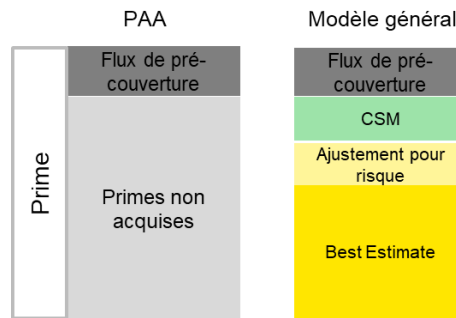 PAA
Modèle général
Prime
Flux de pré-
couverture
Primes non
acquises
Flux de pré-
couverture
CSM
Ajustement pour
risque
Best Estimate